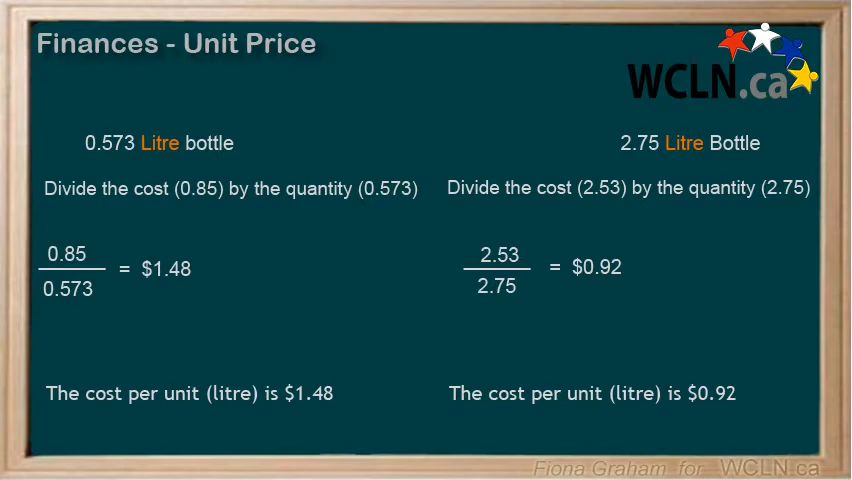 Finances - Unit Price
WCLN.ca
0.573 Litre bottle
Divide the cost (0.85) by the quantity (0.573)
0.85
0.573
= $1.48
The cost per unit (litre) is $1.48
2.75 Litre Bottle
Divide the cost (2.53) by the quantity (2.75)
2.53
2.75
= $0.92
The cost per unit (litre) is $0.92
Fiona Graham for WCLN.ca